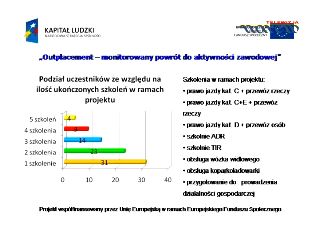 KAPITAŁ LUDZKI
„Outplacement – monitorowany powrót do aktywności zawodowej"
Podział uczestników ze względu na
ilość ukończonych szkoleń w ramach
projektu
5 szkoleń 4
4 szkolenia
3 szkolenia 14
2 szkolenia 23
1 szkolenie 31
0 10 20 30 40
Szkolenia w ramach projektu:
• prawo jazdy kat. C + przewóz rzeczy
• prawo jazdy kat. C+E + przewóz
rzeczy
• prawo jazdy kat. D + przewóz osób
• szkolenie ADR
• szkolenie TIR
• obsługa wózka widłowego
• obsługa koparkoładowarki
• przygotowanie do prowadzenia
działalności gospodarczej
Projekt współfinansowany przez Unię Europejską w ramach Europejskiego Funduszu Społecznego